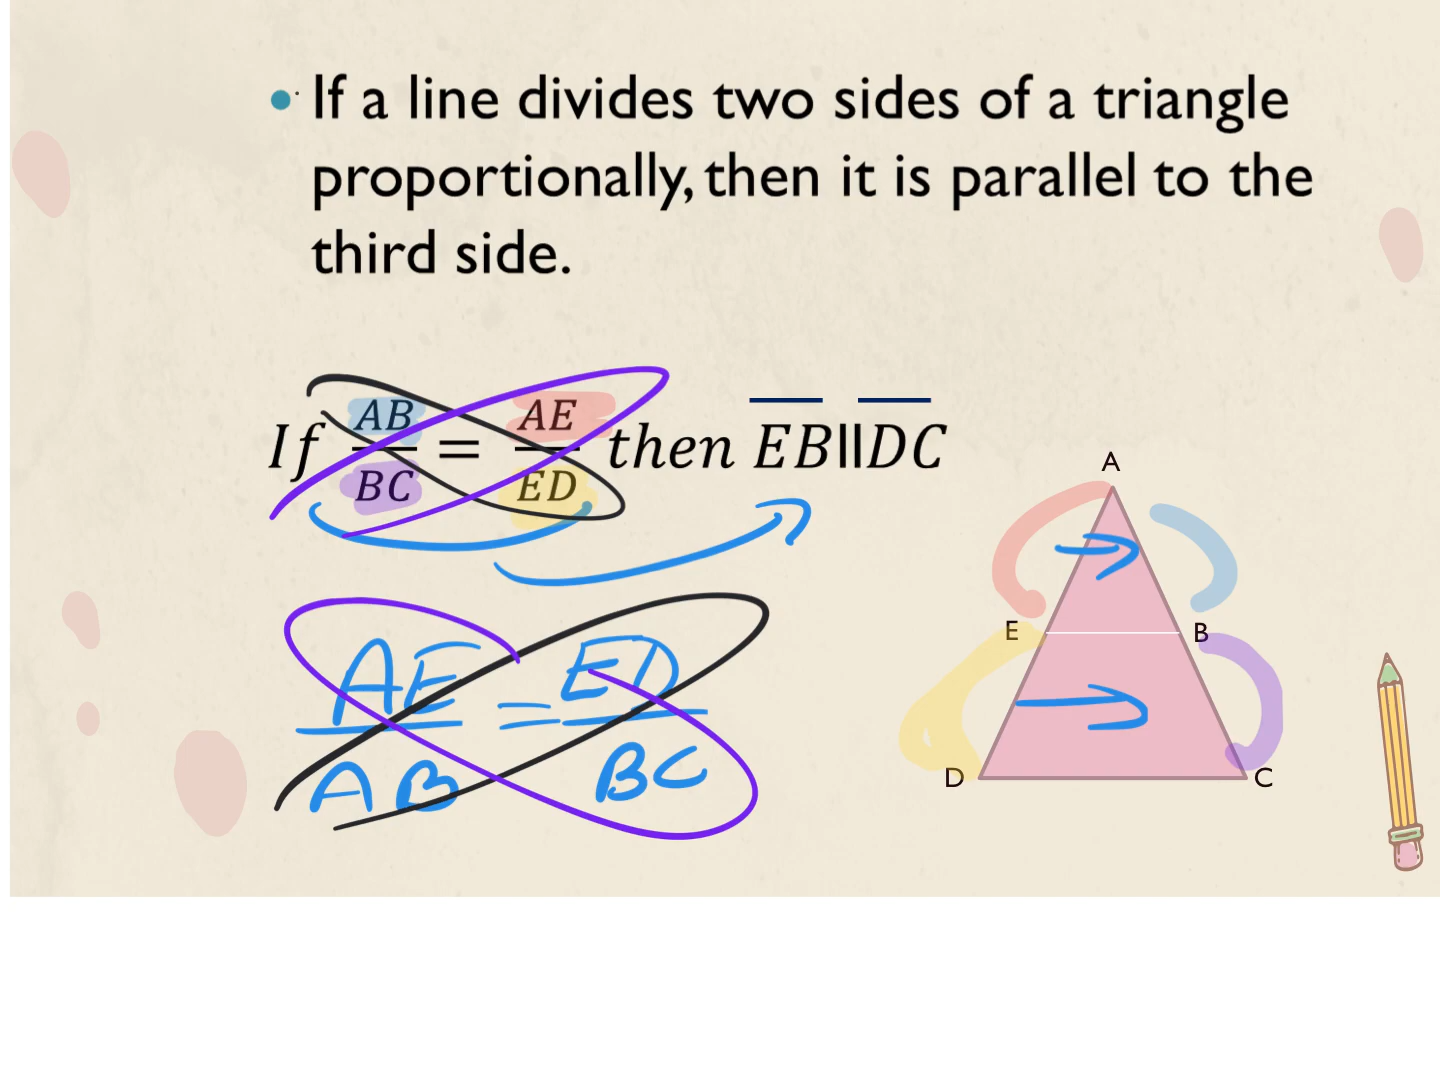 • If a line divides two sides of a triangle
proportionally, then it is parallel to the
third side.
If AB/BC = AE/ED then EB||DC
AE/AB = ED/BC
A
E
B
D
C